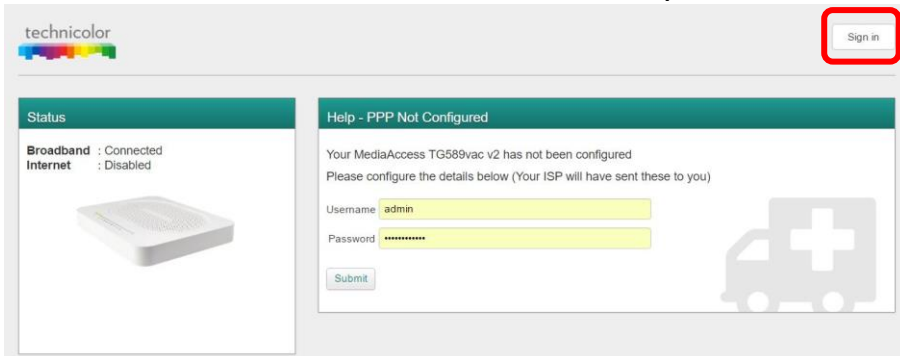 technicolor
Sign in
Status
Broadband : Connected
Internet : Disabled
Help - PPP Not Configured
Your MediaAccess TG589vac v2 has not been configured
Please configure the details below (Your ISP will have sent these to you)
Username admin
Password ••••••••••••
Submit